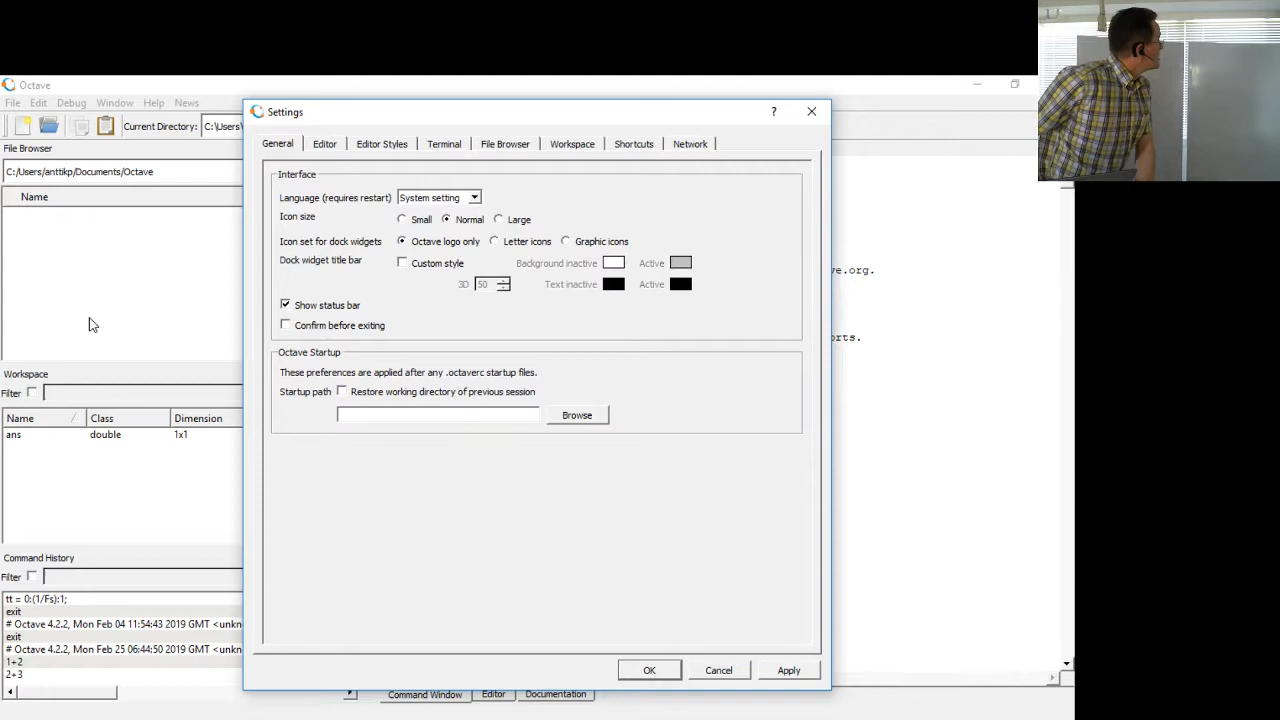 Octave
File Edit Debug Window Help News
Current Directory: C:\Users\
File Browser
C:/Users/anttikp/Documents/Octave
Name
Workspace
Filter
Name Class Dimension
ans double 1x1
Command History
Filter
tt = 0:(1/Fs):1;
exit
# Octave 4.2.2, Mon Feb 04 11:54:43 2019 GMT <unkn
exit
# Octave 4.2.2, Mon Feb 25 06:44:50 2019 GMT <unkn
1+2
2+3
Settings
?
General Editor Editor Styles Terminal File Browser Workspace Shortcuts Network
Interface
Language (requires restart) System setting
Icon size Small Normal Large
Icon set for dock widgets Octave logo only Letter icons Graphic icons
Dock widget title bar Custom style Background inactive Active
3D 50 Text inactive Active
Show status bar
Confirm before exiting
Octave Startup
These preferences are applied after any .octaverc startup files.
Startup path Restore working directory of previous session
Browse
OK Cancel Apply
ve.org.
orts.
Command Window Editor Documentation